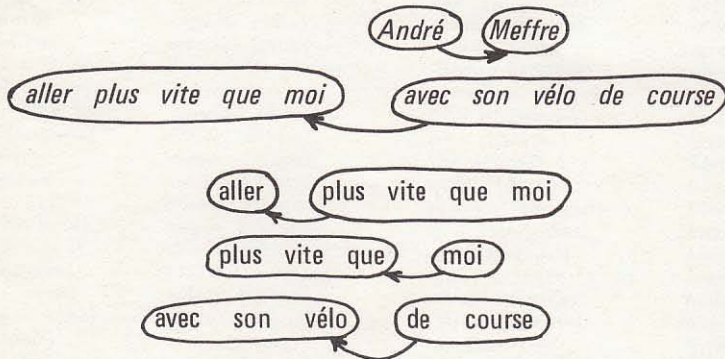 André Meffre
aller plus vite que moi avec son vélo de course
aller plus vite que moi
plus vite que moi
avec son vélo de course